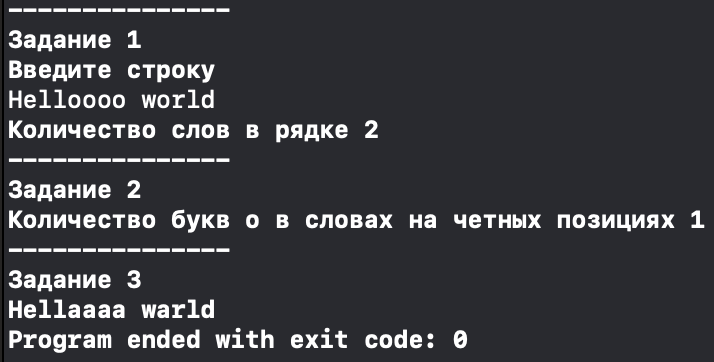 ---------------
Задание 1
Введите строку
Helloooo world
Количество слов в рядке 2
---------------
Задание 2
Количество букв о в словах на четных позициях 1
---------------
Задание 3
Hellaaaa warld
Program ended with exit code: 0